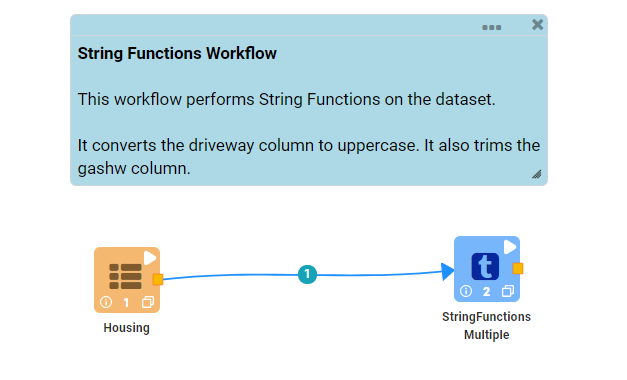 String Functions Workflow
This workflow performs String Functions on the dataset.
It converts the driveway column to uppercase. It also trims the
gashw column.
1
t
1
2
Housing
StringFunctions
Multiple